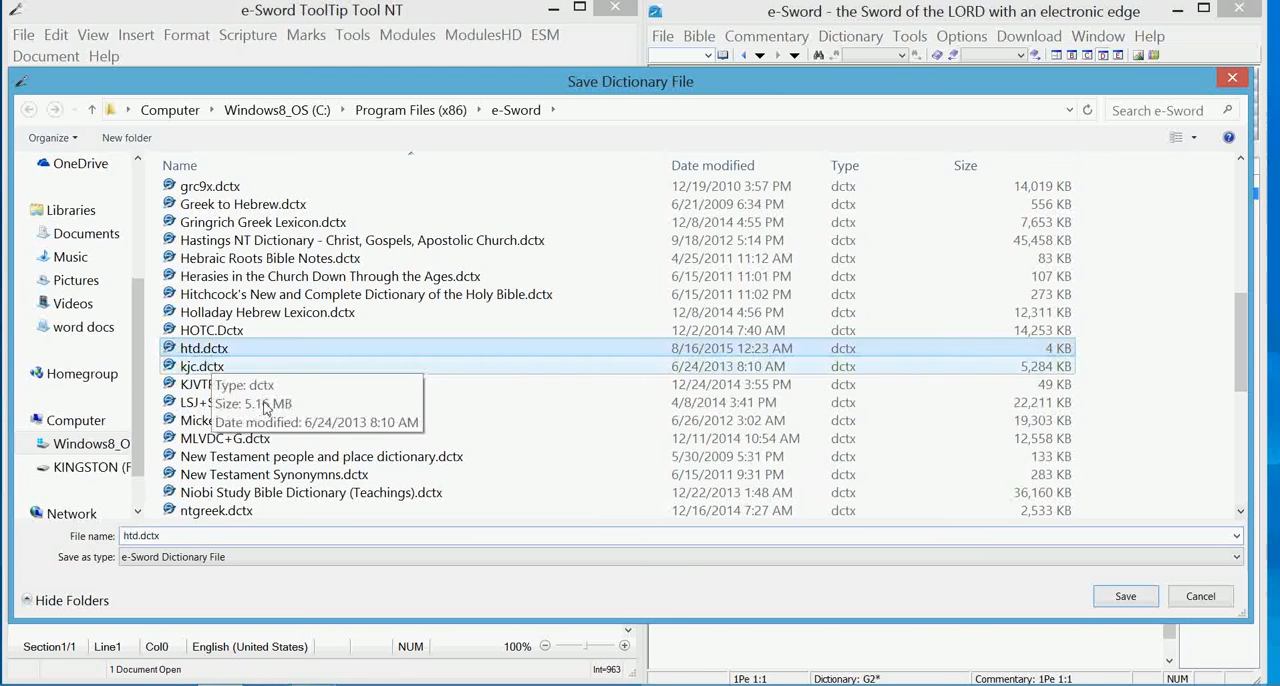 e-Sword ToolTip Tool NT
File Edit View Insert Format Scripture Marks Tools Modules ModulesHD ESM
Document Help
e-Sword - the Sword of the LORD with an electronic edge
File Bible Commentary Dictionary Tools Options Download Window Help
Save Dictionary File
Computer Windows8_OS (C:) Program Files (x86) e-Sword
Search e-Sword
Organize New folder
OneDrive
Libraries
Documents
Music
Pictures
Videos
word docs
Homegroup
Computer
Windows8_O
KINGSTON (F
Network
Name Date modified Type Size
grc9x.dctx 12/19/2010 3:57 PM dctx 14,019 KB
Greek to Hebrew.dctx 6/21/2009 6:34 PM dctx 556 KB
Gringrich Greek Lexicon.dctx 12/8/2014 4:55 PM dctx 7,653 KB
Hastings NT Dictionary - Christ, Gospels, Apostolic Church.dctx 9/18/2012 5:14 PM dctx 45,458 KB
Hebraic Roots Bible Notes.dctx 4/25/2011 11:12 AM dctx 83 KB
Herasies in the Church Down Through the Ages.dctx 6/15/2011 11:01 PM dctx 107 KB
Hitchcock's New and Complete Dictionary of the Holy Bible.dctx 6/15/2011 11:02 PM dctx 273 KB
Holladay Hebrew Lexicon.dctx 12/8/2014 4:56 PM dctx 12,311 KB
HOTC.Dctx 12/2/2014 7:40 AM dctx 14,253 KB
htd.dctx 8/16/2015 12:23 AM dctx 4 KB
kjc.dctx 6/24/2013 8:10 AM dctx 5,284 KB
KJVTF 12/24/2014 3:55 PM dctx 49 KB
LSJ+S 4/8/2014 3:41 PM dctx 22,211 KB
Micke 6/26/2012 3:02 AM dctx 19,303 KB
MLVDC+G.dctx 12/11/2014 10:54 AM dctx 12,558 KB
New Testament people and place dictionary.dctx 5/30/2009 5:31 PM dctx 133 KB
New Testament Synonymns.dctx 6/15/2011 9:31 PM dctx 283 KB
Niobi Study Bible Dictionary (Teachings).dctx 12/22/2013 1:48 AM dctx 36,160 KB
ntgreek.dctx 12/16/2014 7:27 AM dctx 2,533 KB
Type: dctx
Size: 5.16 MB
Date modified: 6/24/2013 8:10 AM
File name: htd.dctx
Save as type: e-Sword Dictionary File
Hide Folders
Save Cancel
Section1/1 Line1 Col0 English (United States) NUM 100%
1 Document Open Int=963
1Pe 1:1 Dictionary: G2* Commentary: 1Pe 1:1 NUM